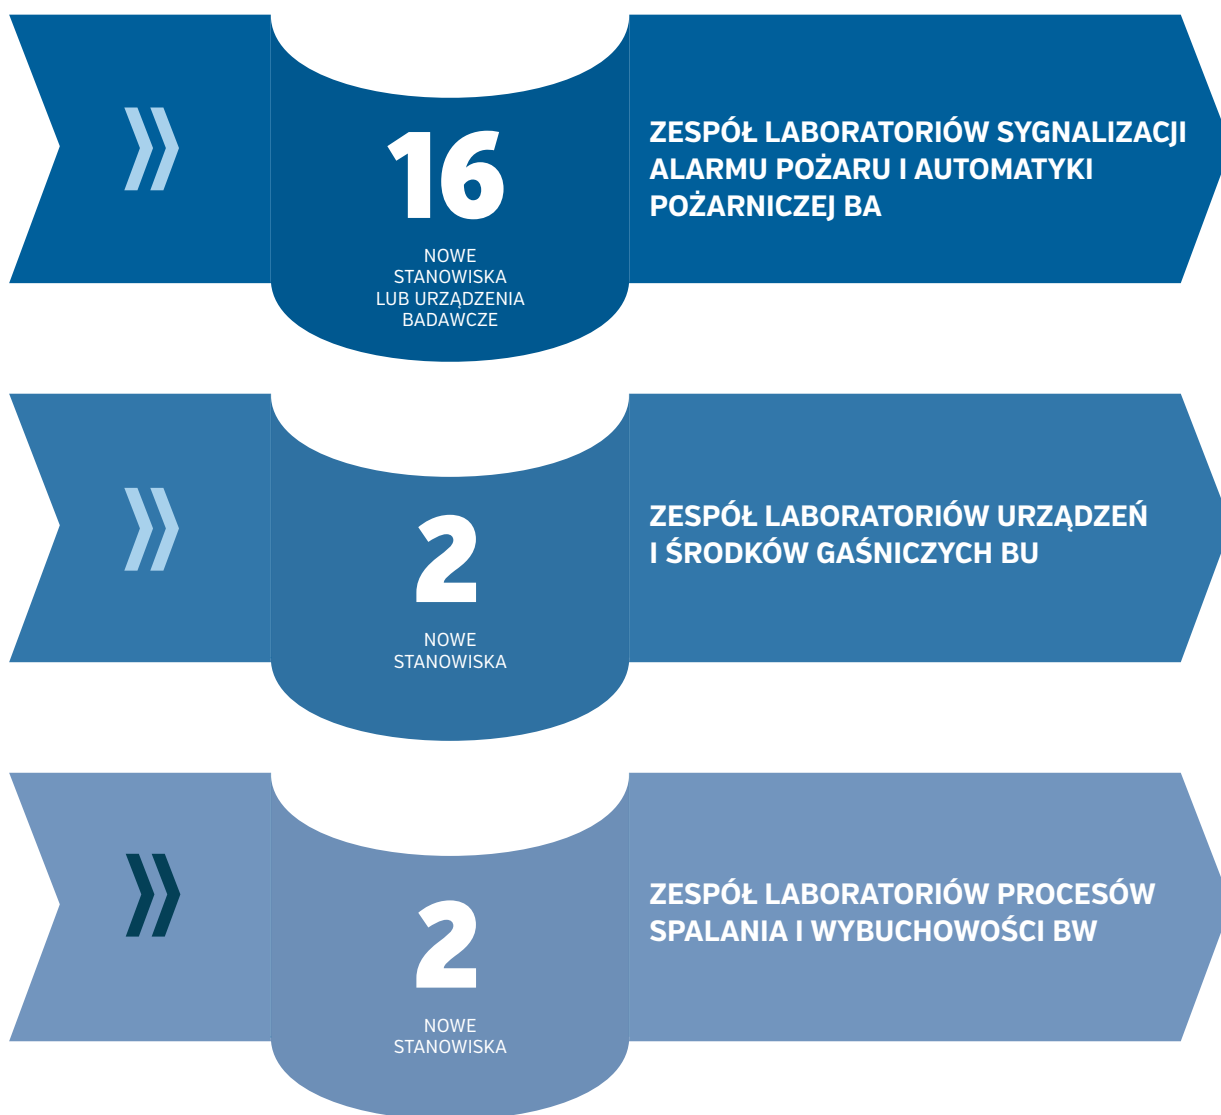 16
NOWE
STANOWISKA
LUB URZĄDZENIA
BADAWCZE
ZESPÓŁ LABORATORIÓW SYGNALIZACJI
ALARMU POŻARU I AUTOMATYKI
POŻARNICZEJ BA
2
NOWE
STANOWISKA
ZESPÓŁ LABORATORIÓW URZĄDZEŃ
I ŚRODKÓW GAŚNICZYCH BU
2
NOWE
STANOWISKA
ZESPÓŁ LABORATORIÓW PROCESÓW
SPALANIA I WYBUCHOWOŚCI BW